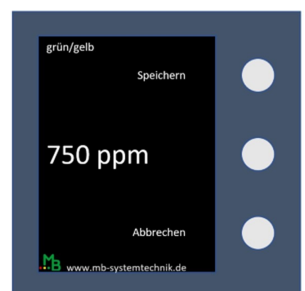 grün/gelb
Speichern
750 ppm
Abbrechen
MB www.mb-systemtechnik.de